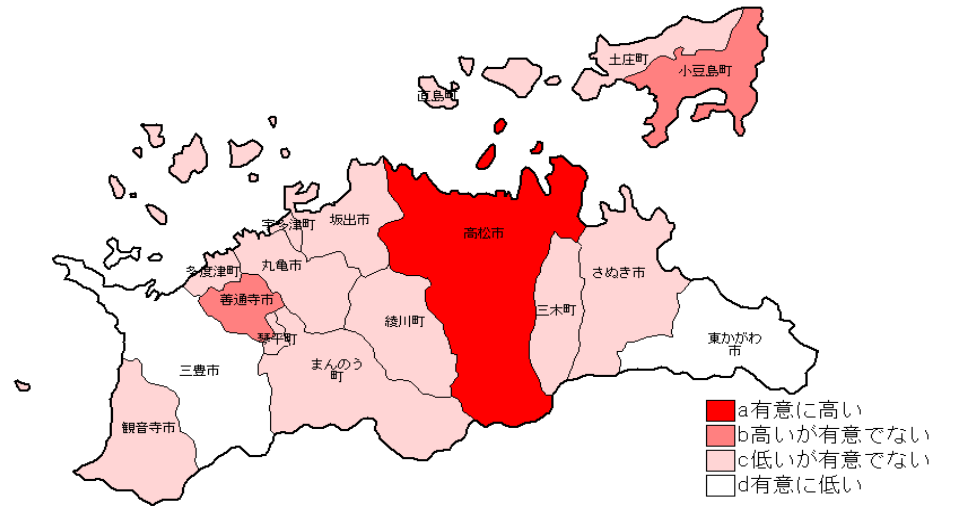 土庄町
小豆島町
直島町
宇多津町
坂出市
高松市
多度津町
丸亀市
さぬき市
善通寺市
綾川町
三木町
琴平町
まんのう
町
東かがわ
市
三豊市
観音寺市
a有意に高い
b高いが有意でない
c低いが有意でない
d有意に低い